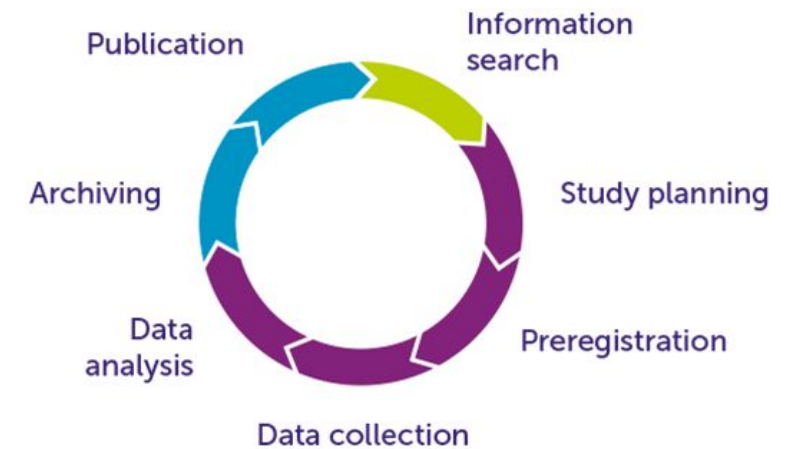 Information
search
Study planning
Preregistration
Data collection
Data
analysis
Archiving
Publication